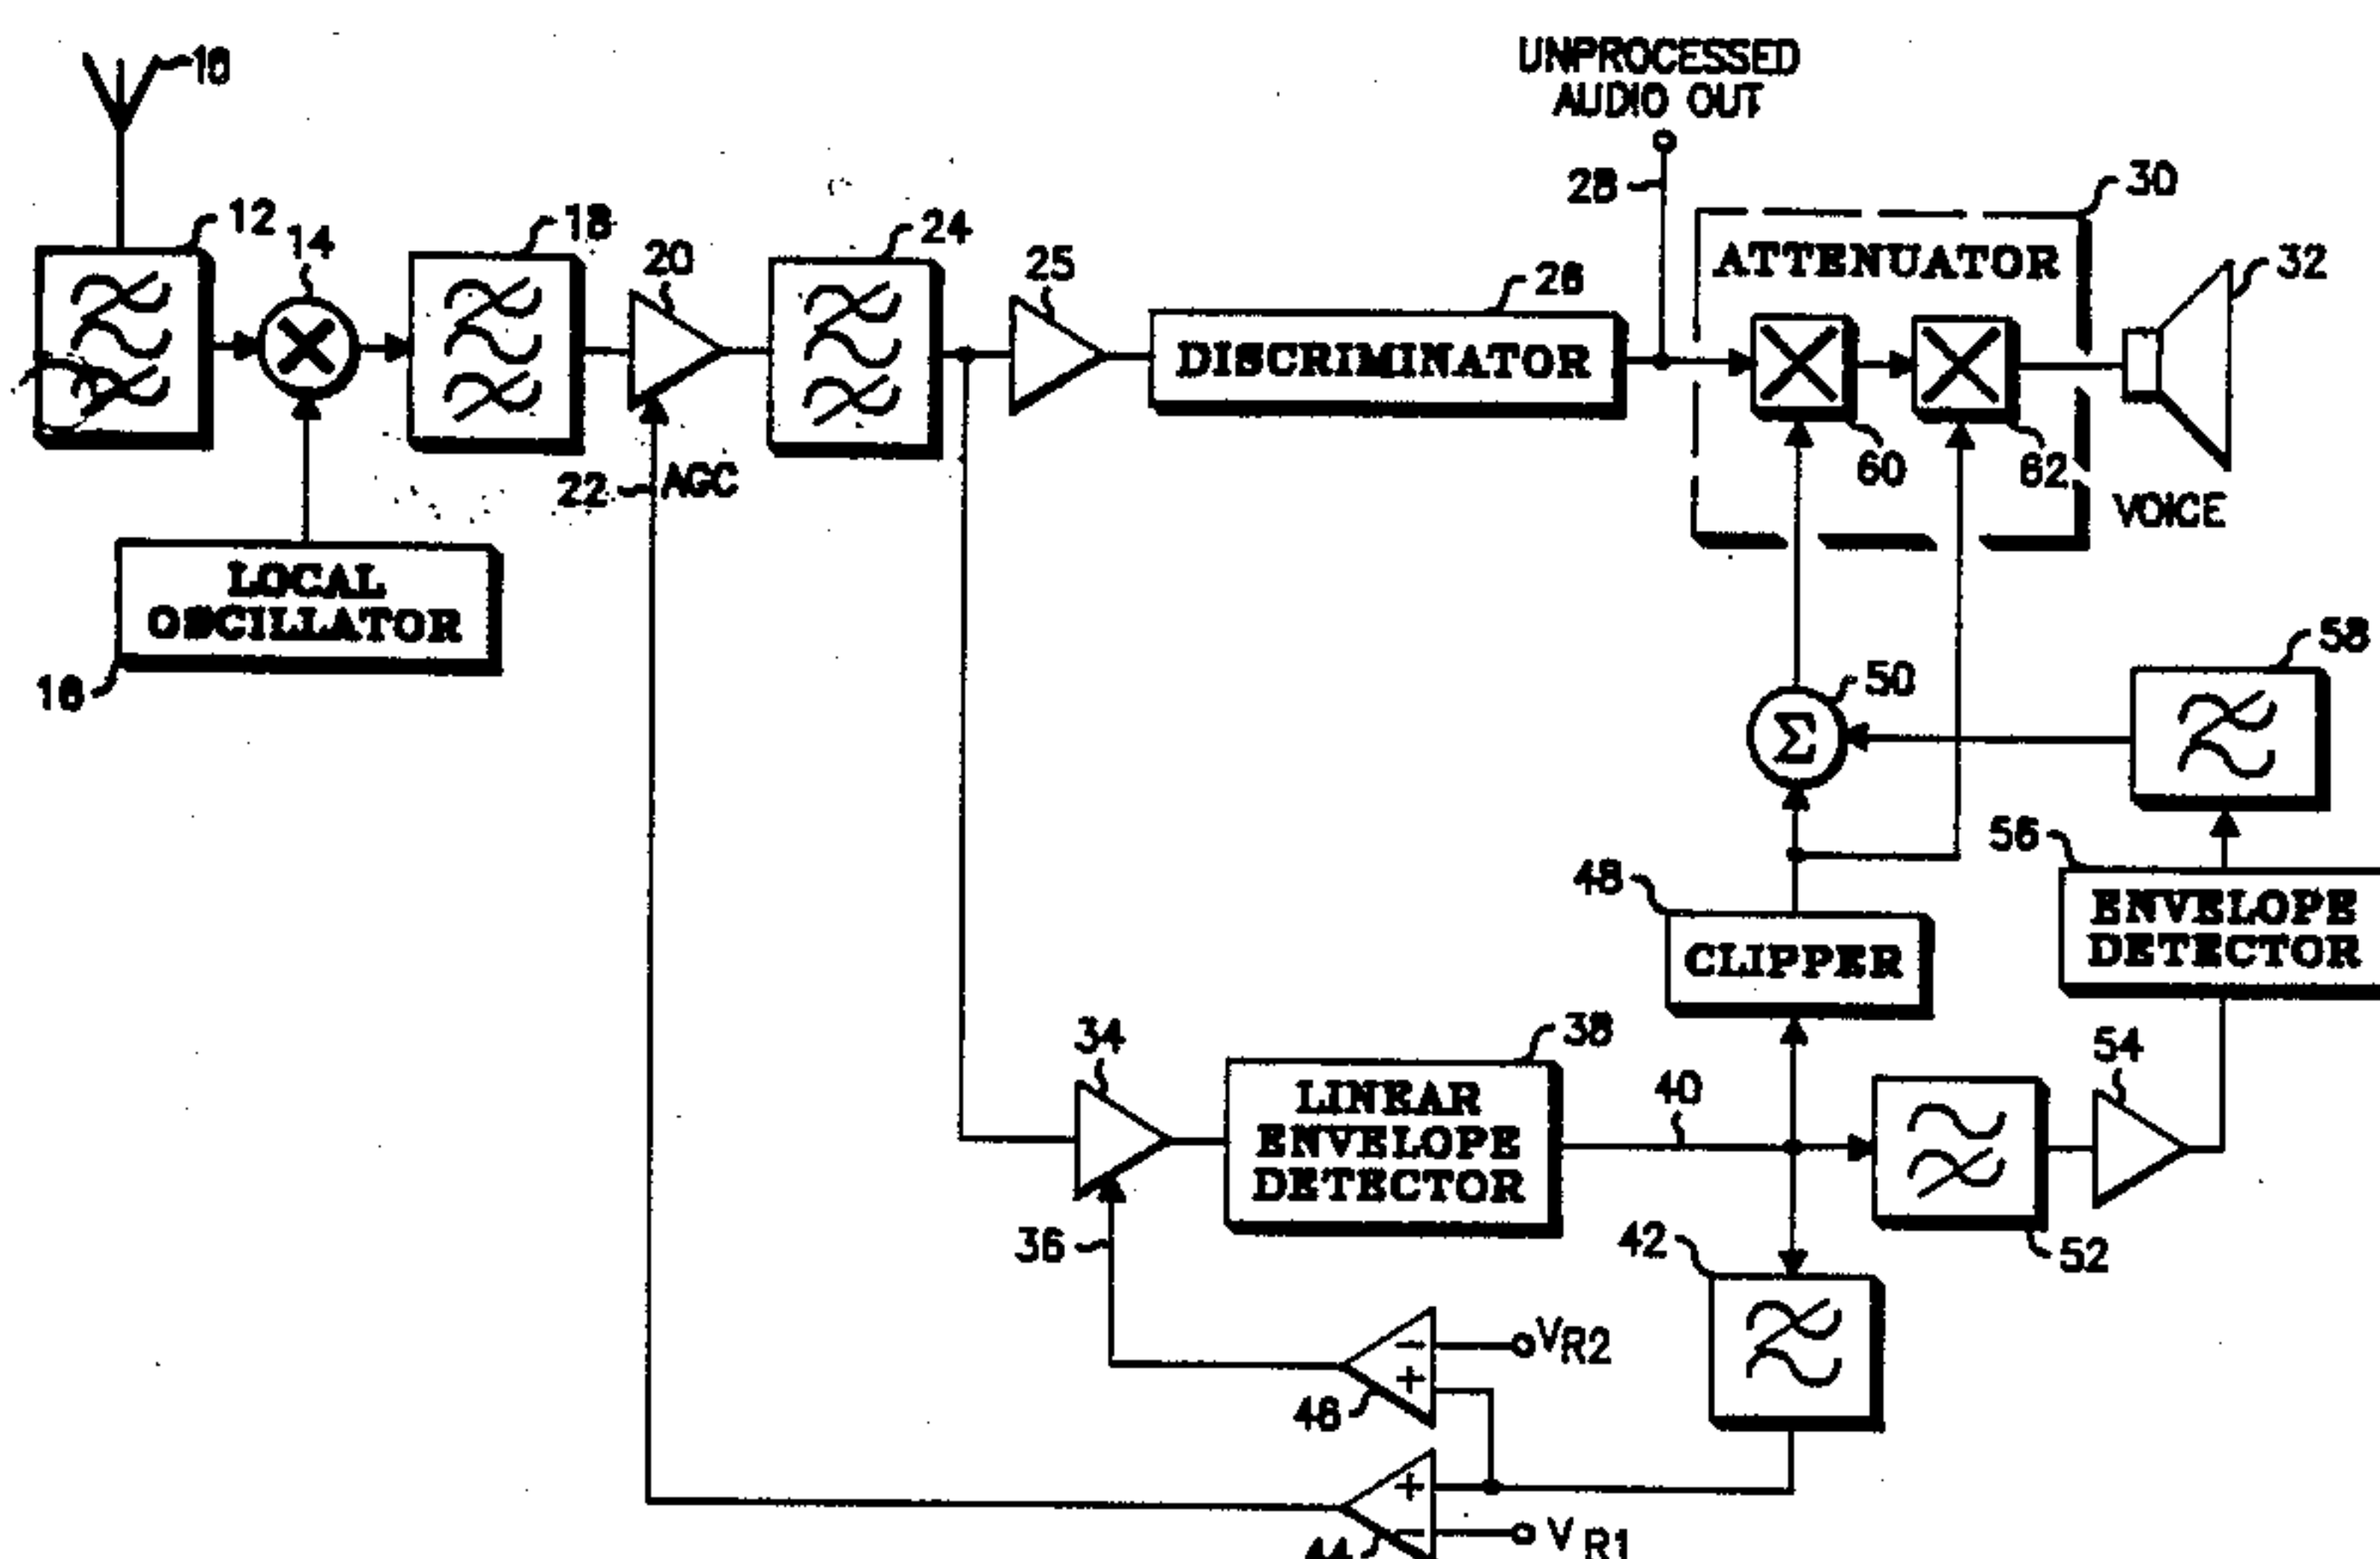 UNPROCESSED
AUDIO OUT
10
28
30
12
14
18
20
24
25
26
32
ATTENUATOR
DISCRIMINATOR
60
62
22
AGC
VOICE
LOCAL
OSCILLATOR
16
50
58
Σ
56
48
ENVELOPE
DETECTOR
CLIPPER
34
38
40
54
LINEAR
ENVELOPE
DETECTOR
36
42
52
VR2
-
+
46
+
-
VR1
44